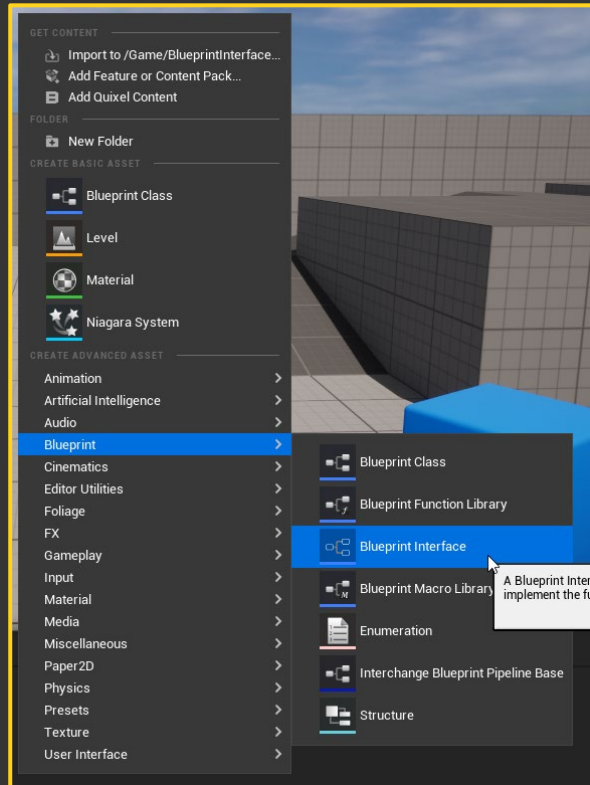 GET CONTENT
Import to /Game/BlueprintInterface...
Add Feature or Content Pack...
Add Quixel Content
FOLDER
New Folder
CREATE BASIC ASSET
Blueprint Class
Level
Material
Niagara System
CREATE ADVANCED ASSET
Animation
Artificial Intelligence
Audio
Blueprint
Cinematics
Editor Utilities
Foliage
FX
Gameplay
Input
Material
Media
Miscellaneous
Paper2D
Physics
Presets
Texture
User Interface
Blueprint Class
Blueprint Function Library
Blueprint Interface
Blueprint Macro Library
Enumeration
Interchange Blueprint Pipeline Base
Structure
A Blueprint
implement the